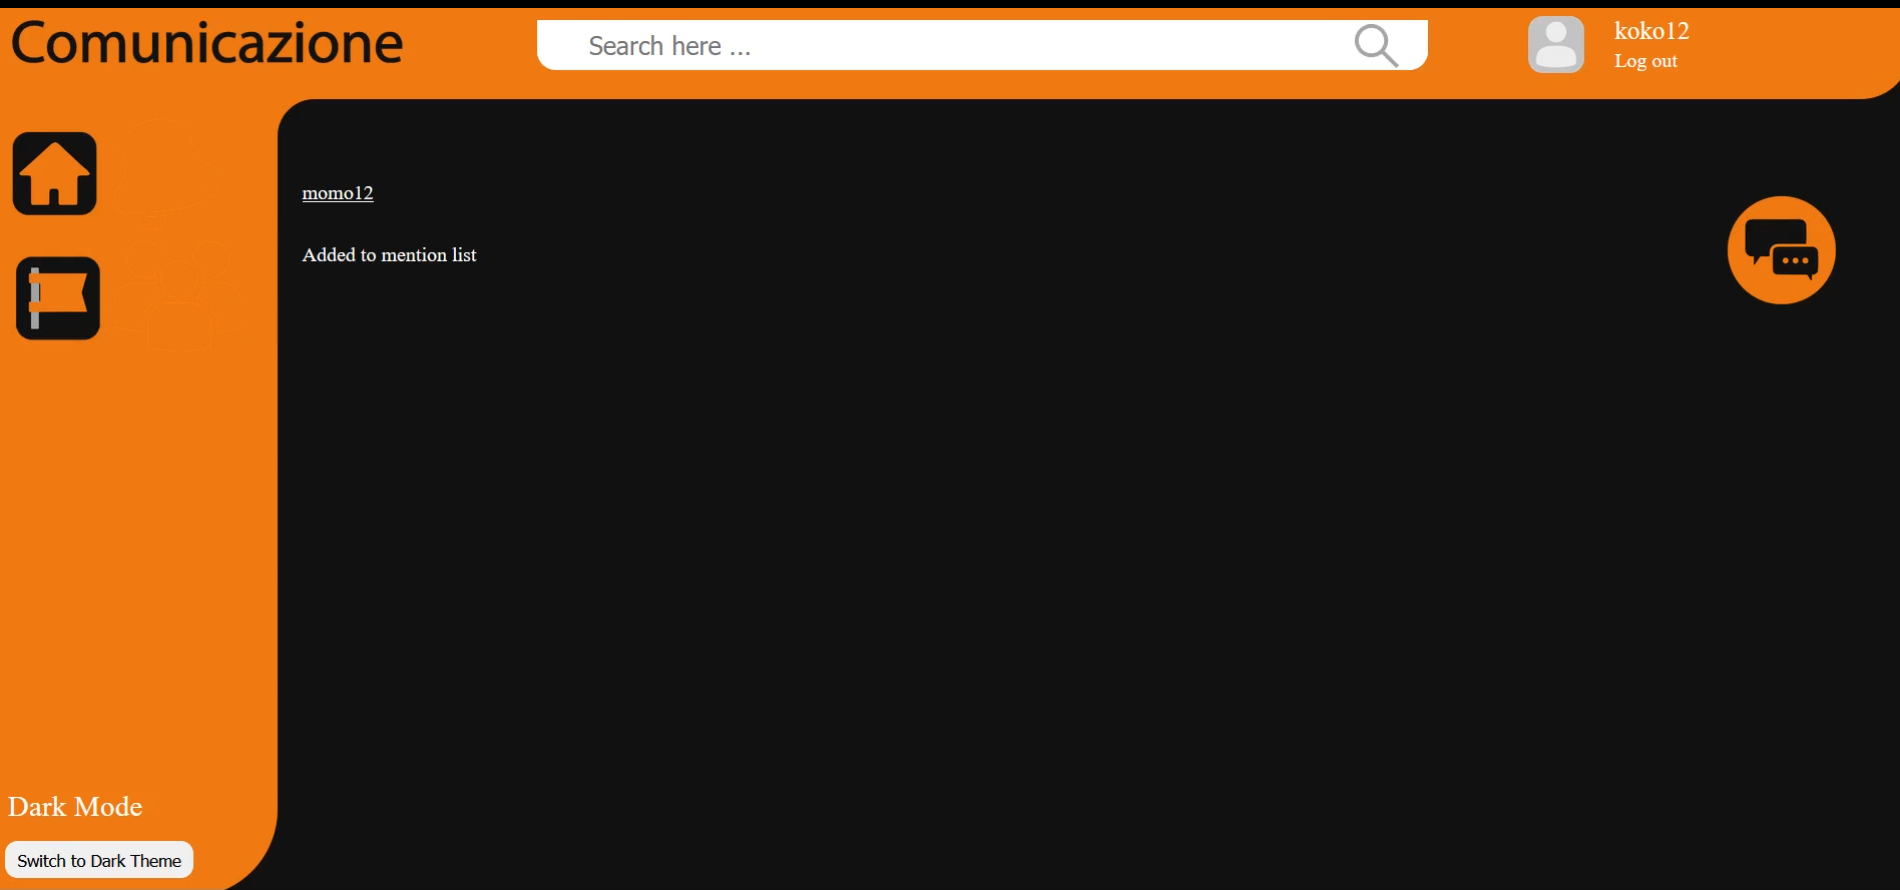 Comunicazione
Search here ...
koko12
Log out
momo12
Added to mention list
Dark Mode
Switch to Dark Theme